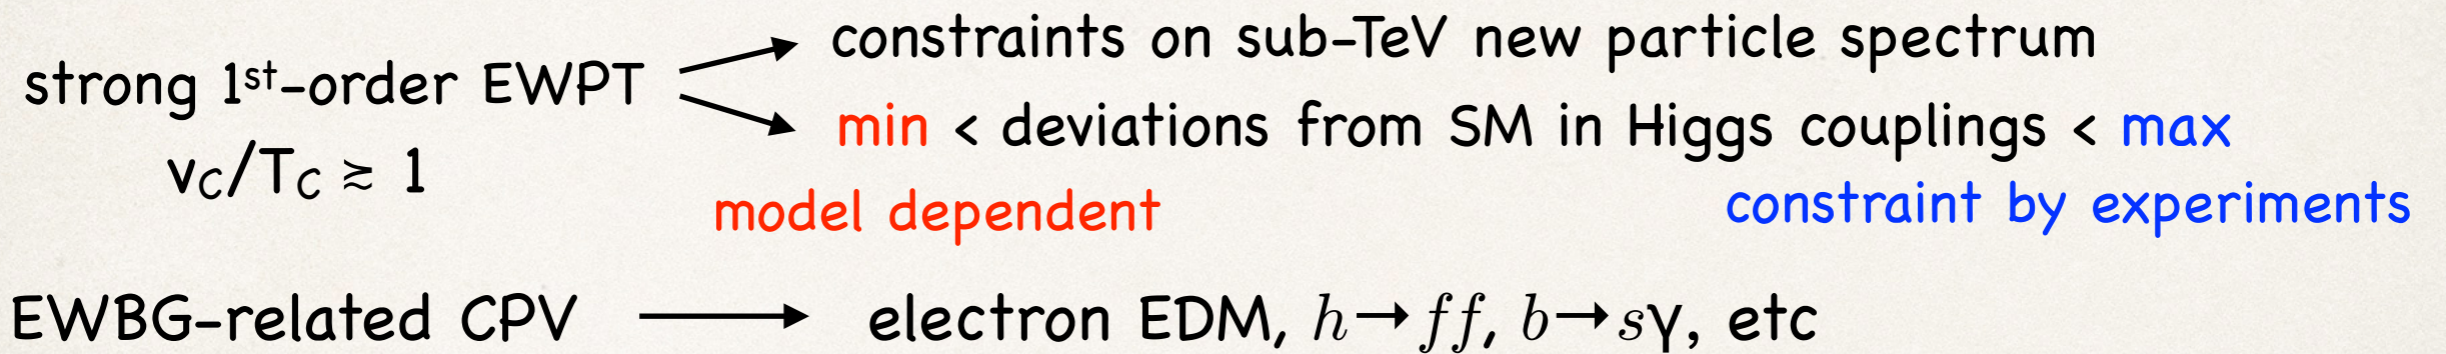 constraints on sub-TeV new particle spectrum
strong 1st-order EWPT
min < deviations from SM in Higgs couplings < max
vC/TC ≳ 1
model dependent
constraint by experiments
EWBG-related CPV → electron EDM, h→ff, b→sγ, etc